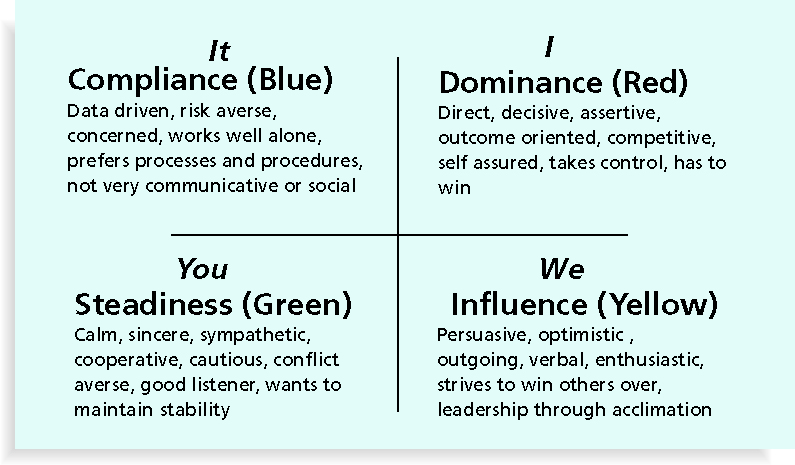 It
Compliance (Blue)
Data driven, risk averse,
concerned, works well alone,
prefers processes and procedures,
not very communicative or social
I
Dominance (Red)
Direct, decisive, assertive,
outcome oriented, competitive,
self assured, takes control, has to
win
You
Steadiness (Green)
Calm, sincere, sympathetic,
cooperative, cautious, conflict
averse, good listener, wants to
maintain stability
We
Influence (Yellow)
Persuasive, optimistic ,
outgoing, verbal, enthusiastic,
strives to win others over,
leadership through acclimation